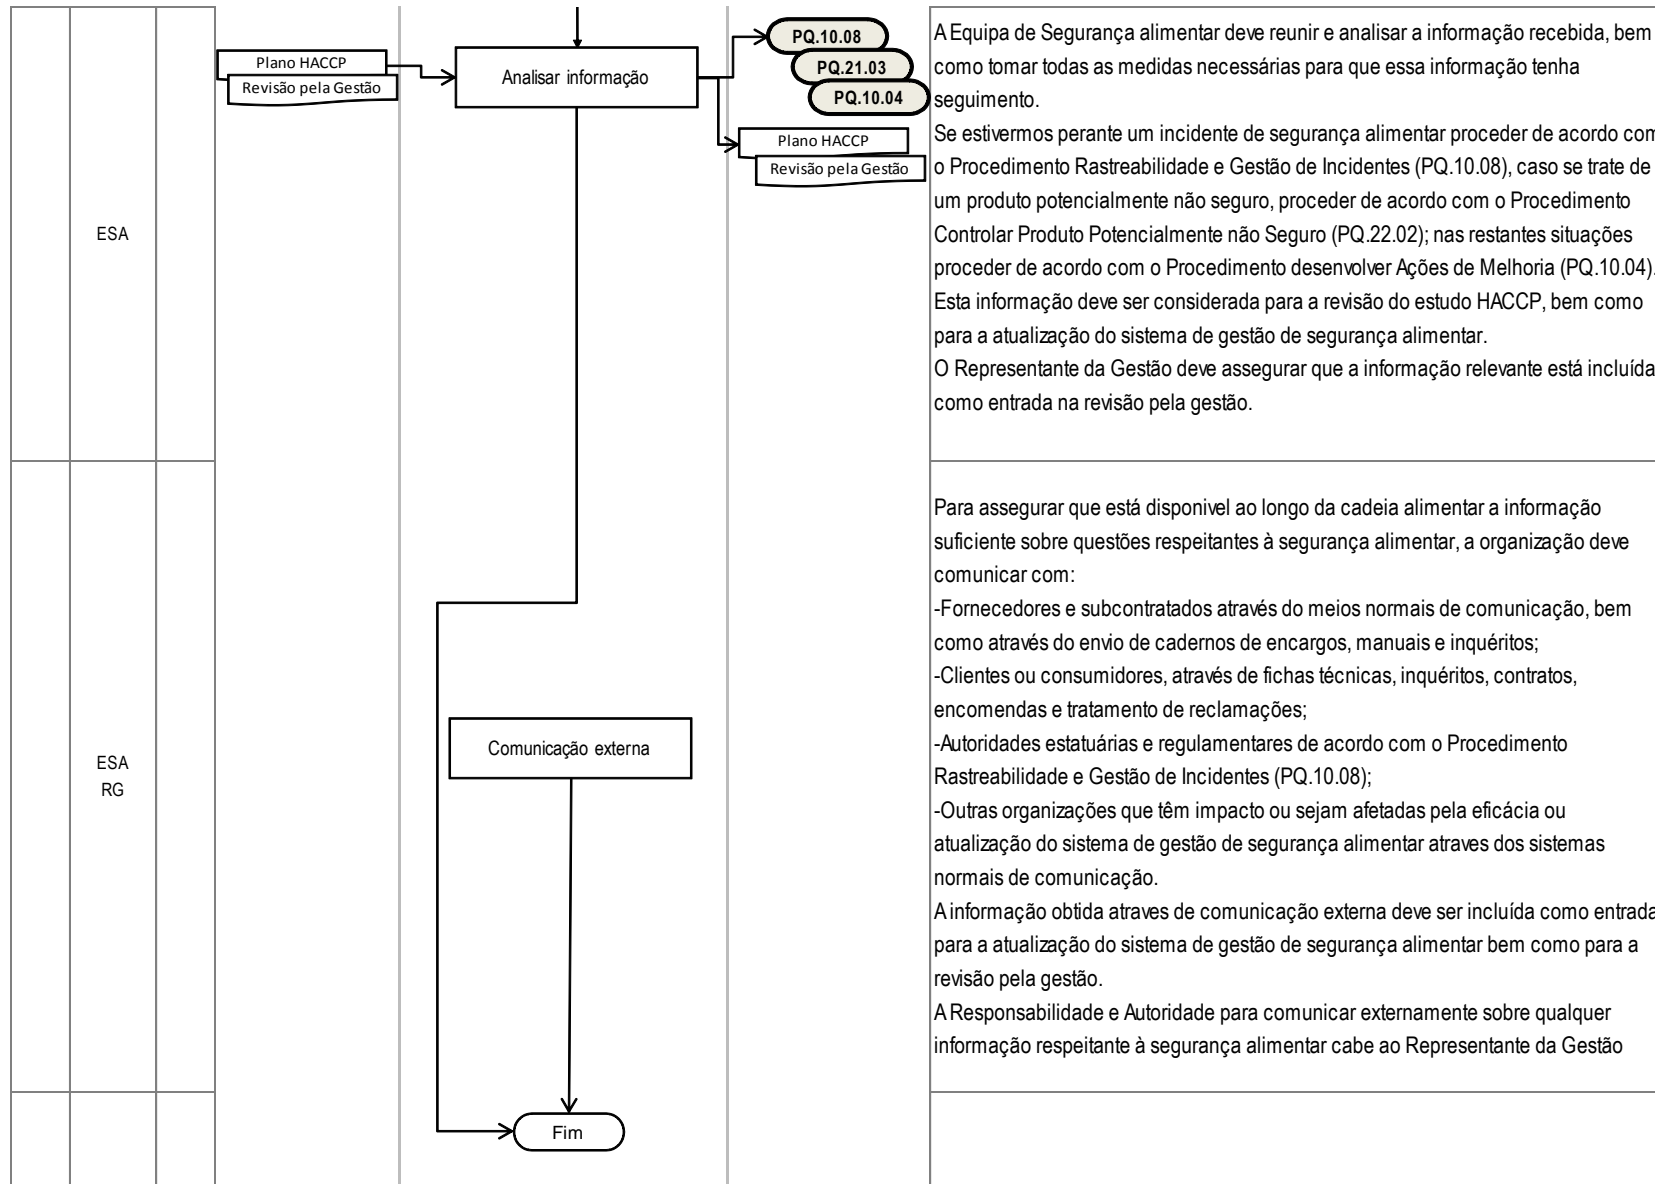 Plano HACCP
Revisão pela Gestão
Analisar informação
PQ.10.08
PQ.21.03
PQ.10.04
Plano HACCP
Revisão pela Gestão
ESA
A Equipa de Segurança alimentar deve reunir e analisar a informação recebida, bem
como tomar todas as medidas necessárias para que essa informação tenha
seguimento.
Se estivermos perante um incidente de segurança alimentar proceder de acordo com
o Procedimento Rastreabilidade e Gestão de Incidentes (PQ.10.08), caso se trate de
um produto potencialmente não seguro, proceder de acordo com o Procedimento
Controlar Produto Potencialmente não Seguro (PQ.22.02); nas restantes situações
proceder de acordo com o Procedimento desenvolver Ações de Melhoria (PQ.10.04).
Esta informação deve ser considerada para a revisão do estudo HACCP, bem como
para a atualização do sistema de gestão de segurança alimentar.
O Representante da Gestão deve assegurar que a informação relevante está incluída
como entrada na revisão pela gestão.
ESA
RG
Comunicação externa
Para assegurar que está disponivel ao longo da cadeia alimentar a informação
suficiente sobre questões respeitantes à segurança alimentar, a organização deve
comunicar com:
-Fornecedores e subcontratados através do meios normais de comunicação, bem
como através do envio de cadernos de encargos, manuais e inquéritos;
-Clientes ou consumidores, através de fichas técnicas, inquéritos, contratos,
encomendas e tratamento de reclamações;
-Autoridades estatuárias e regulamentares de acordo com o Procedimento
Rastreabilidade e Gestão de Incidentes (PQ.10.08);
-Outras organizações que têm impacto ou sejam afetadas pela eficácia ou
atualização do sistema de gestão de segurança alimentar atraves dos sistemas
normais de comunicação.
A informação obtida atraves de comunicação externa deve ser incluída como entrada
para a atualização do sistema de gestão de segurança alimentar bem como para a
revisão pela gestão.
A Responsabilidade e Autoridade para comunicar externamente sobre qualquer
informação respeitante à segurança alimentar cabe ao Representante da Gestão
Fim